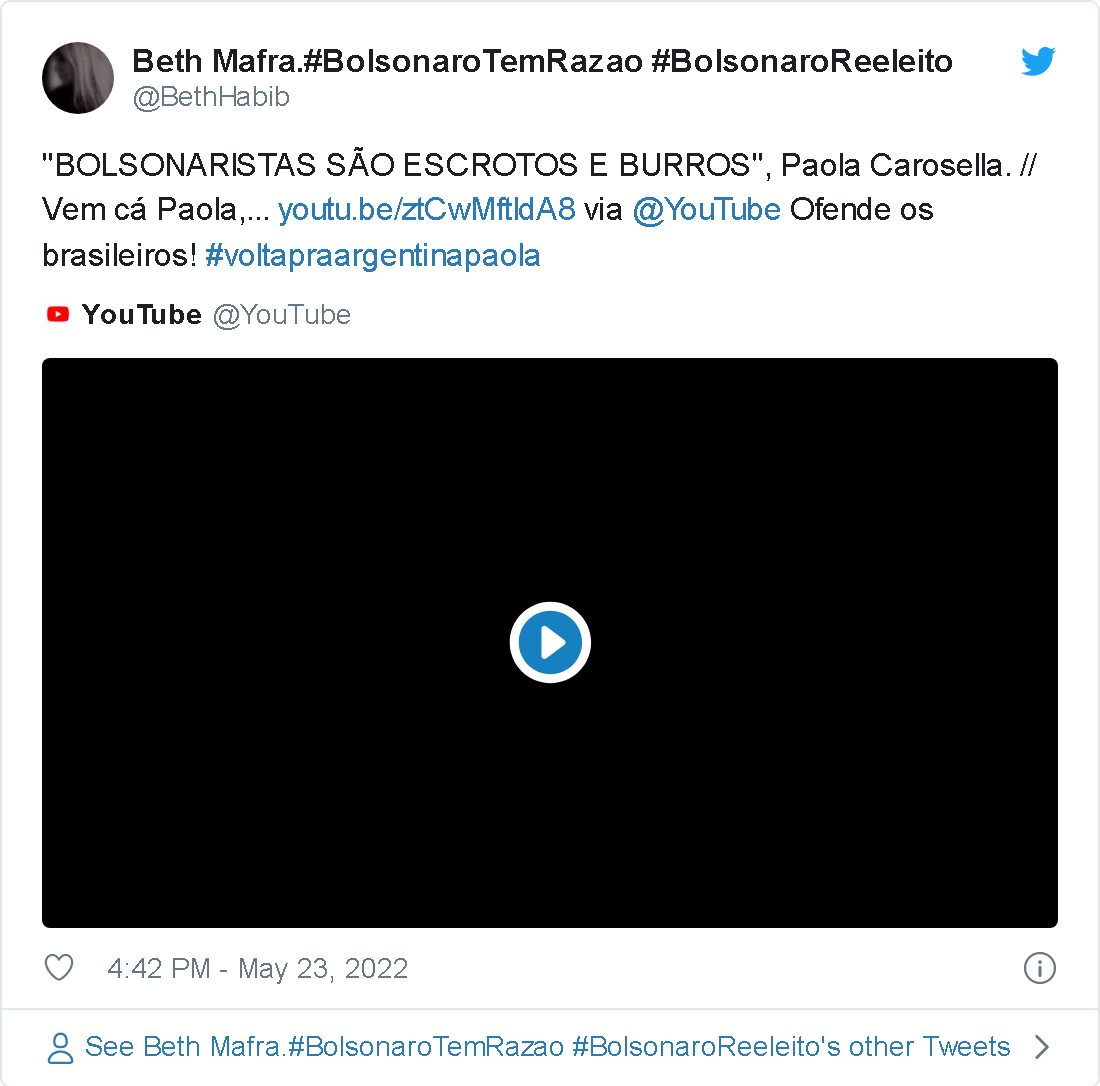 Beth Mafra.#BolsonaroTemRazao #BolsonaroReeleito
@BethHabib
"BOLSONARISTAS SÃO ESCROTOS E BURROS", Paola Carosella. //
Vem cá Paola,... youtu.be/ztCwMftIdA8 via @YouTube Ofende os
brasileiros! #voltapraargentinapaola
YouTube @YouTube
4:42 PM - May 23, 2022
See Beth Mafra.#BolsonaroTemRazao #BolsonaroReeleito's other Tweets